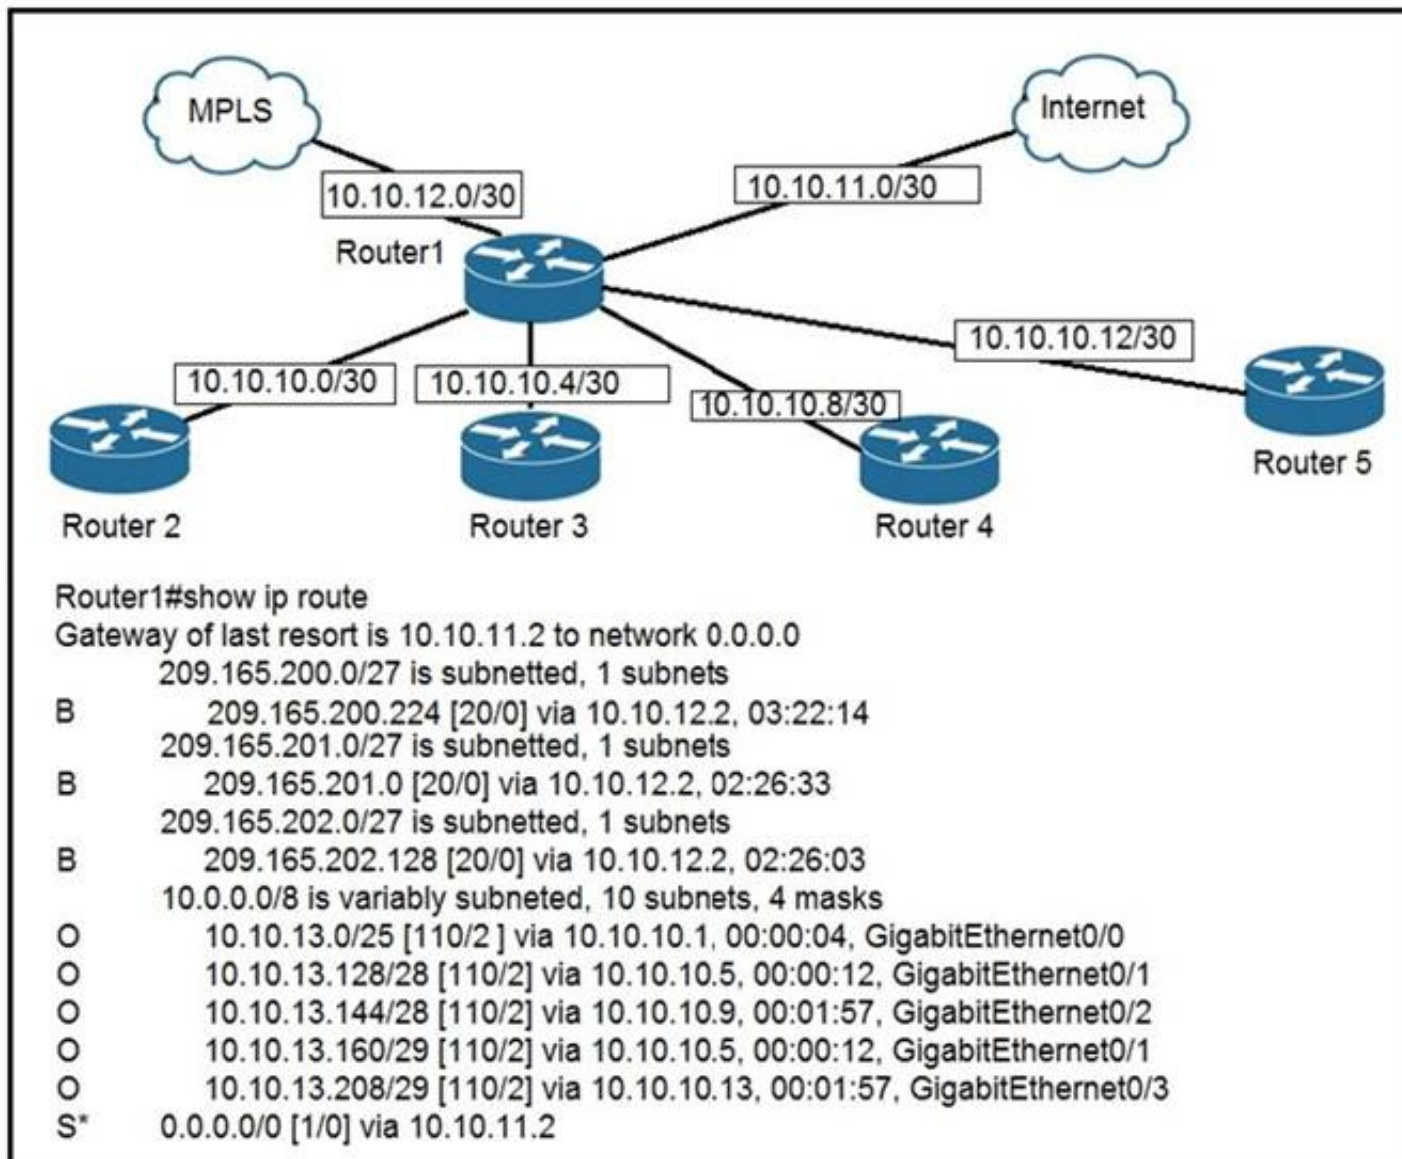 MPLS
Internet
10.10.12.0/30
10.10.11.0/30
Router1
10.10.10.12/30
10.10.10.0/30
10.10.10.4/30
10.10.10.8/30
Router 5
Router 2
Router 3
Router 4
Router1#show ip route
Gateway of last resort is 10.10.11.2 to network 0.0.0.0
209.165.200.0/27 is subnetted, 1 subnets
B 209.165.200.224 [20/0] via 10.10.12.2, 03:22:14
209.165.201.0/27 is subnetted, 1 subnets
B 209.165.201.0 [20/0] via 10.10.12.2, 02:26:33
209.165.202.0/27 is subnetted, 1 subnets
B 209.165.202.128 [20/0] via 10.10.12.2, 02:26:03
10.0.0.0/8 is variably subneted, 10 subnets, 4 masks
O 10.10.13.0/25 [110/2 ] via 10.10.10.1, 00:00:04, GigabitEthernet0/0
O 10.10.13.128/28 [110/2] via 10.10.10.5, 00:00:12, GigabitEthernet0/1
O 10.10.13.144/28 [110/2] via 10.10.10.9, 00:01:57, GigabitEthernet0/2
O 10.10.13.160/29 [110/2] via 10.10.10.5, 00:00:12, GigabitEthernet0/1
O 10.10.13.208/29 [110/2] via 10.10.10.13, 00:01:57, GigabitEthernet0/3
S* 0.0.0.0/0 [1/0] via 10.10.11.2